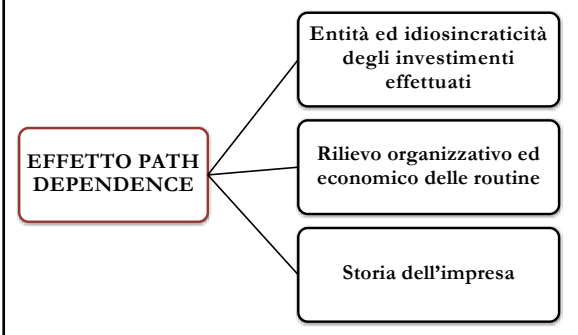 Entità ed idiosincraticità
degli investimenti
effettuati
EFFETTO PATH
DEPENDENCE
Rilievo organizzativo ed
economico delle routine
Storia dell'impresa